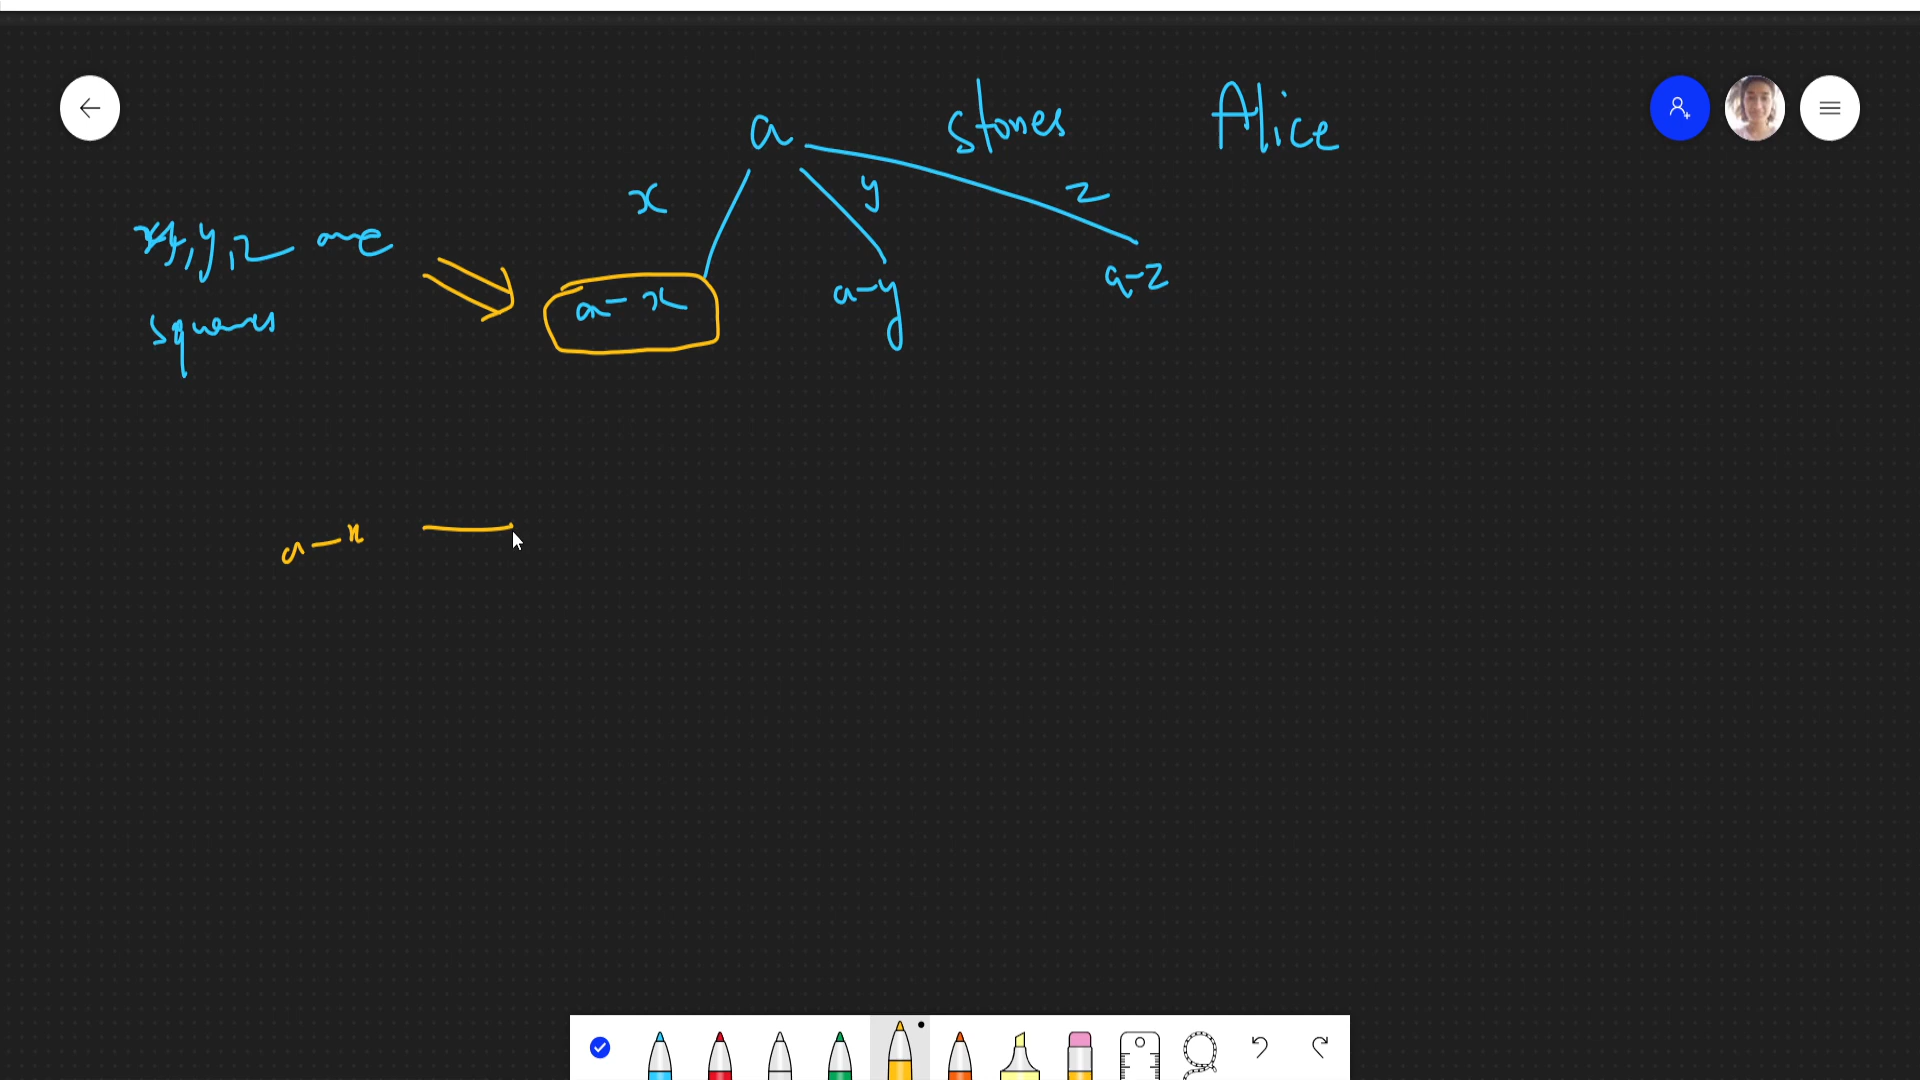 a stones Alice
x y z
x, y, z are
squares
a - x a - y a - z
a - x